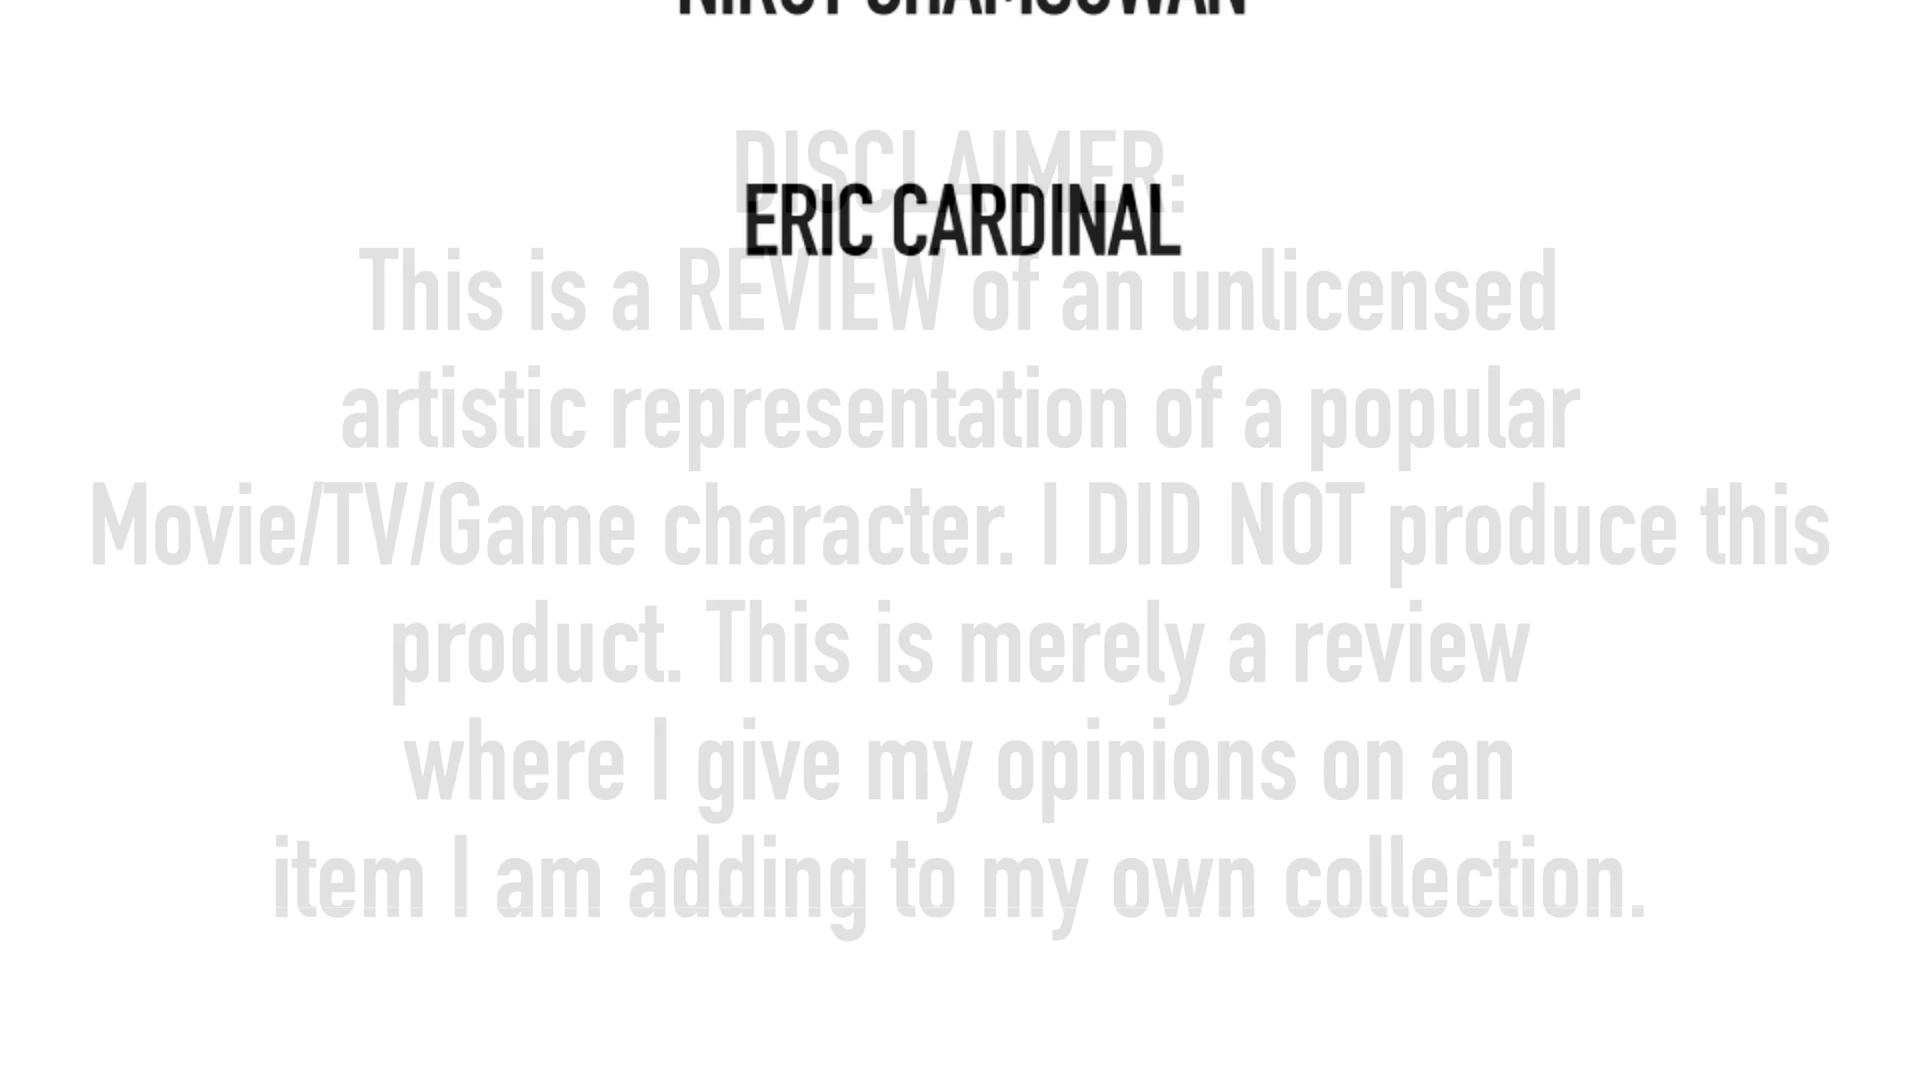 DISCLAIMER:
ERIC CARDINAL
This is a REVIEW of an unlicensed
artistic representation of a popular
Movie/TV/Game character. I DID NOT produce this
product. This is merely a review
where I give my opinions on an
item I am adding to my own collection.